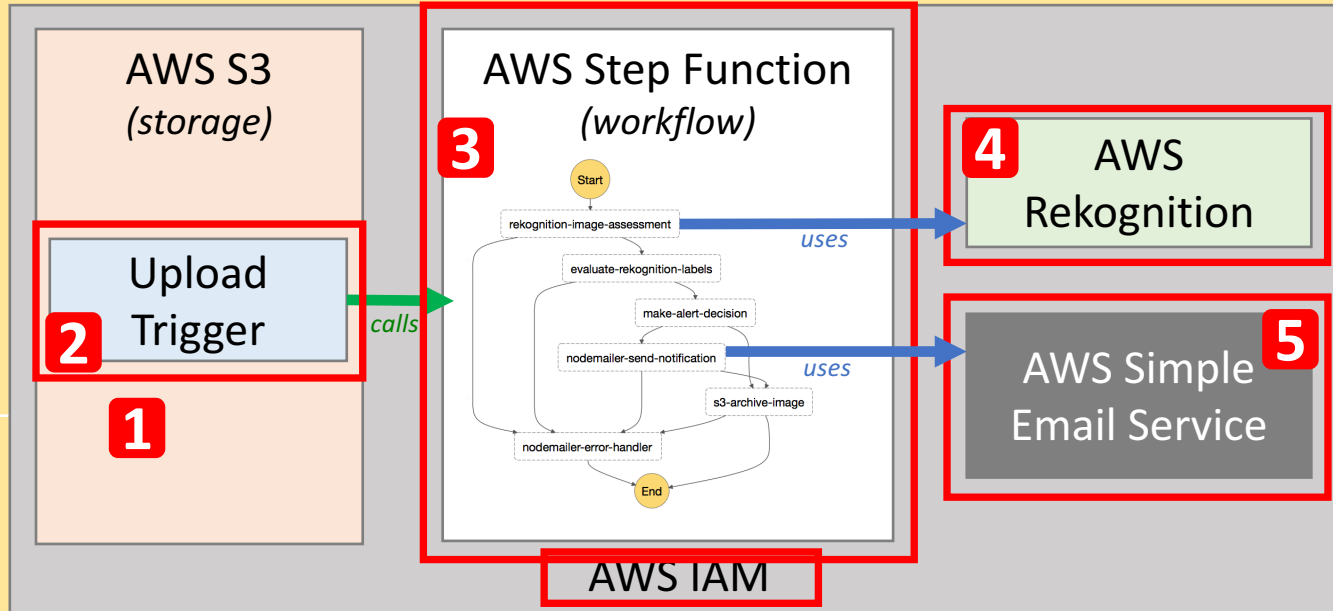 AWS S3
(storage)
Upload
Trigger
2
1
calls
AWS Step Function
(workflow)
3
Start
rekognition-image-assessment
evaluate-rekognition-labels
make-alert-decision
nodemailer-send-notification
s3-archive-image
nodemailer-error-handler
End
uses
uses
4
AWS
Rekognition
5
AWS Simple
Email Service
AWS IAM